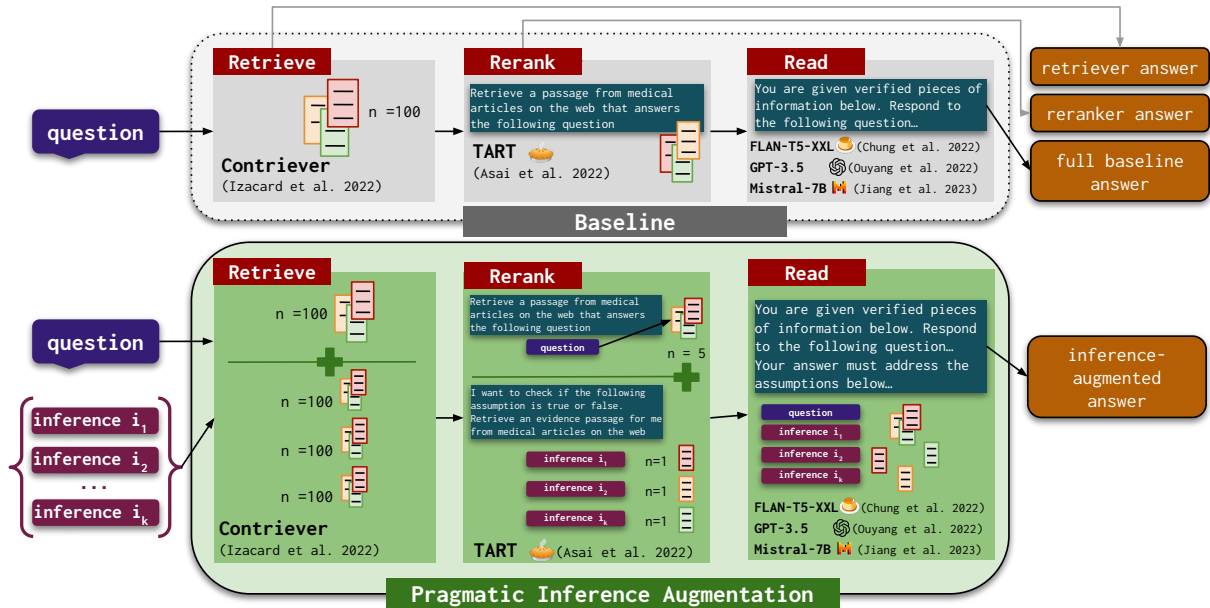 Retrieve
n =100
Contriever
(Izacard et al. 2022)
Rerank
Retrieve a passage from medical
articles on the web that answers
the following question
TART
(Asai et al. 2022)
Read
You are given verified pieces of
information below. Respond to
the following question…
FLAN-T5-XXL (Chung et al. 2022)
GPT-3.5 (Ouyang et al. 2022)
Mistral-7B (Jiang et al. 2023)
question
retriever answer
reranker answer
full baseline
answer
Baseline
question
inference i1
inference i2
...
inference ik
Retrieve
n =100
n =100
n =100
n =100
Contriever
(Izacard et al. 2022)
Rerank
Retrieve a passage from medical
articles on the web that answers
the following question
question
n = 5
I want to check if the following
assumption is true or false.
Retrieve an evidence passage for me
from medical articles on the web
inference i1 n=1
inference i2 n=1
inference ik n=1
TART (Asai et al. 2022)
Read
You are given verified pieces
of information below. Respond
to the following question…
Your answer must address the
assumptions below…
question
inference i1
inference i2
inference ik
FLAN-T5-XXL (Chung et al. 2022)
GPT-3.5 (Ouyang et al. 2022)
Mistral-7B (Jiang et al. 2023)
inference-
augmented
answer
Pragmatic Inference Augmentation